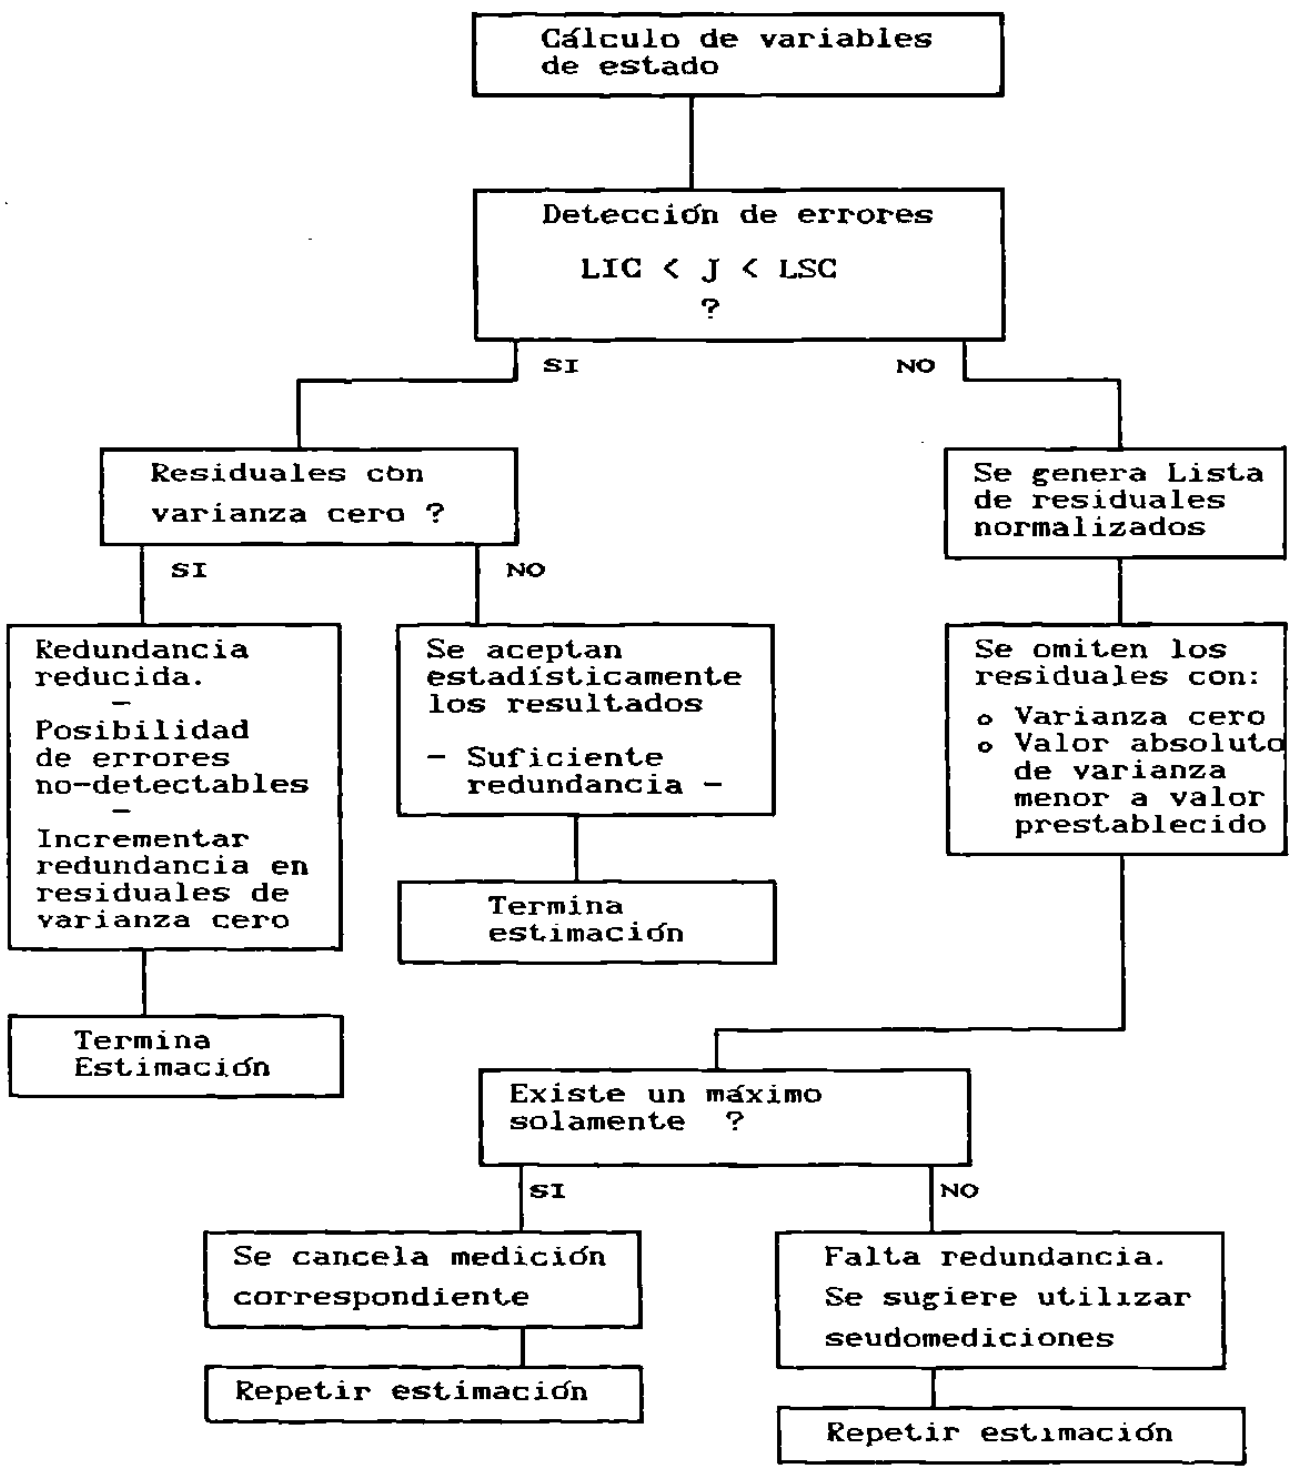 Cálculo de variables
de estado
Detección de errores
LIC < J < LSC
?
SI
NO
Residuales con
varianza cero ?
SI
NO
Redundancia
reducida.
–
Posibilidad
de errores
no-detectables
–
Incrementar
redundancia en
residuales de
varianza cero
Termina
Estimación
Se aceptan
estadísticamente
los resultados
– Suficiente
redundancia –
Termina
estimación
Se genera Lista
de residuales
normalizados
Se omiten los
residuales con:
o Varianza cero
o Valor absoluto
de varianza
menor a valor
prestablecido
Existe un máximo
solamente ?
SI
NO
Se cancela medición
correspondiente
Repetir estimación
Falta redundancia.
Se sugiere utilizar
seudomediciones
Repetir estimación